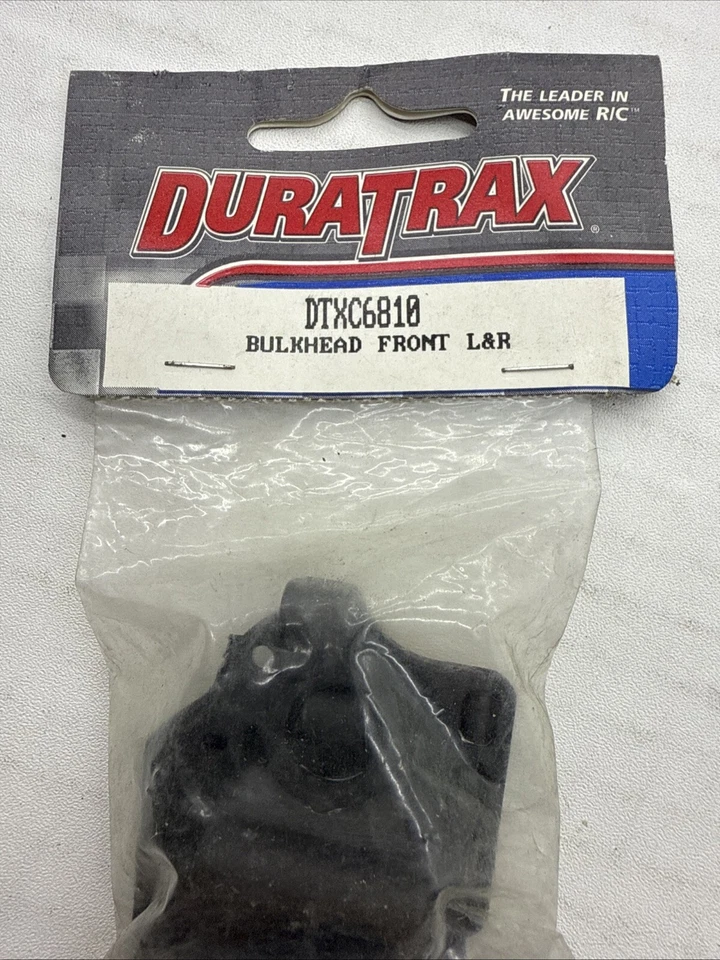 THE LEADER IN
AWESOME R/C™
DURATRAX®
DTXC6810
BULKHEAD FRONT L&R